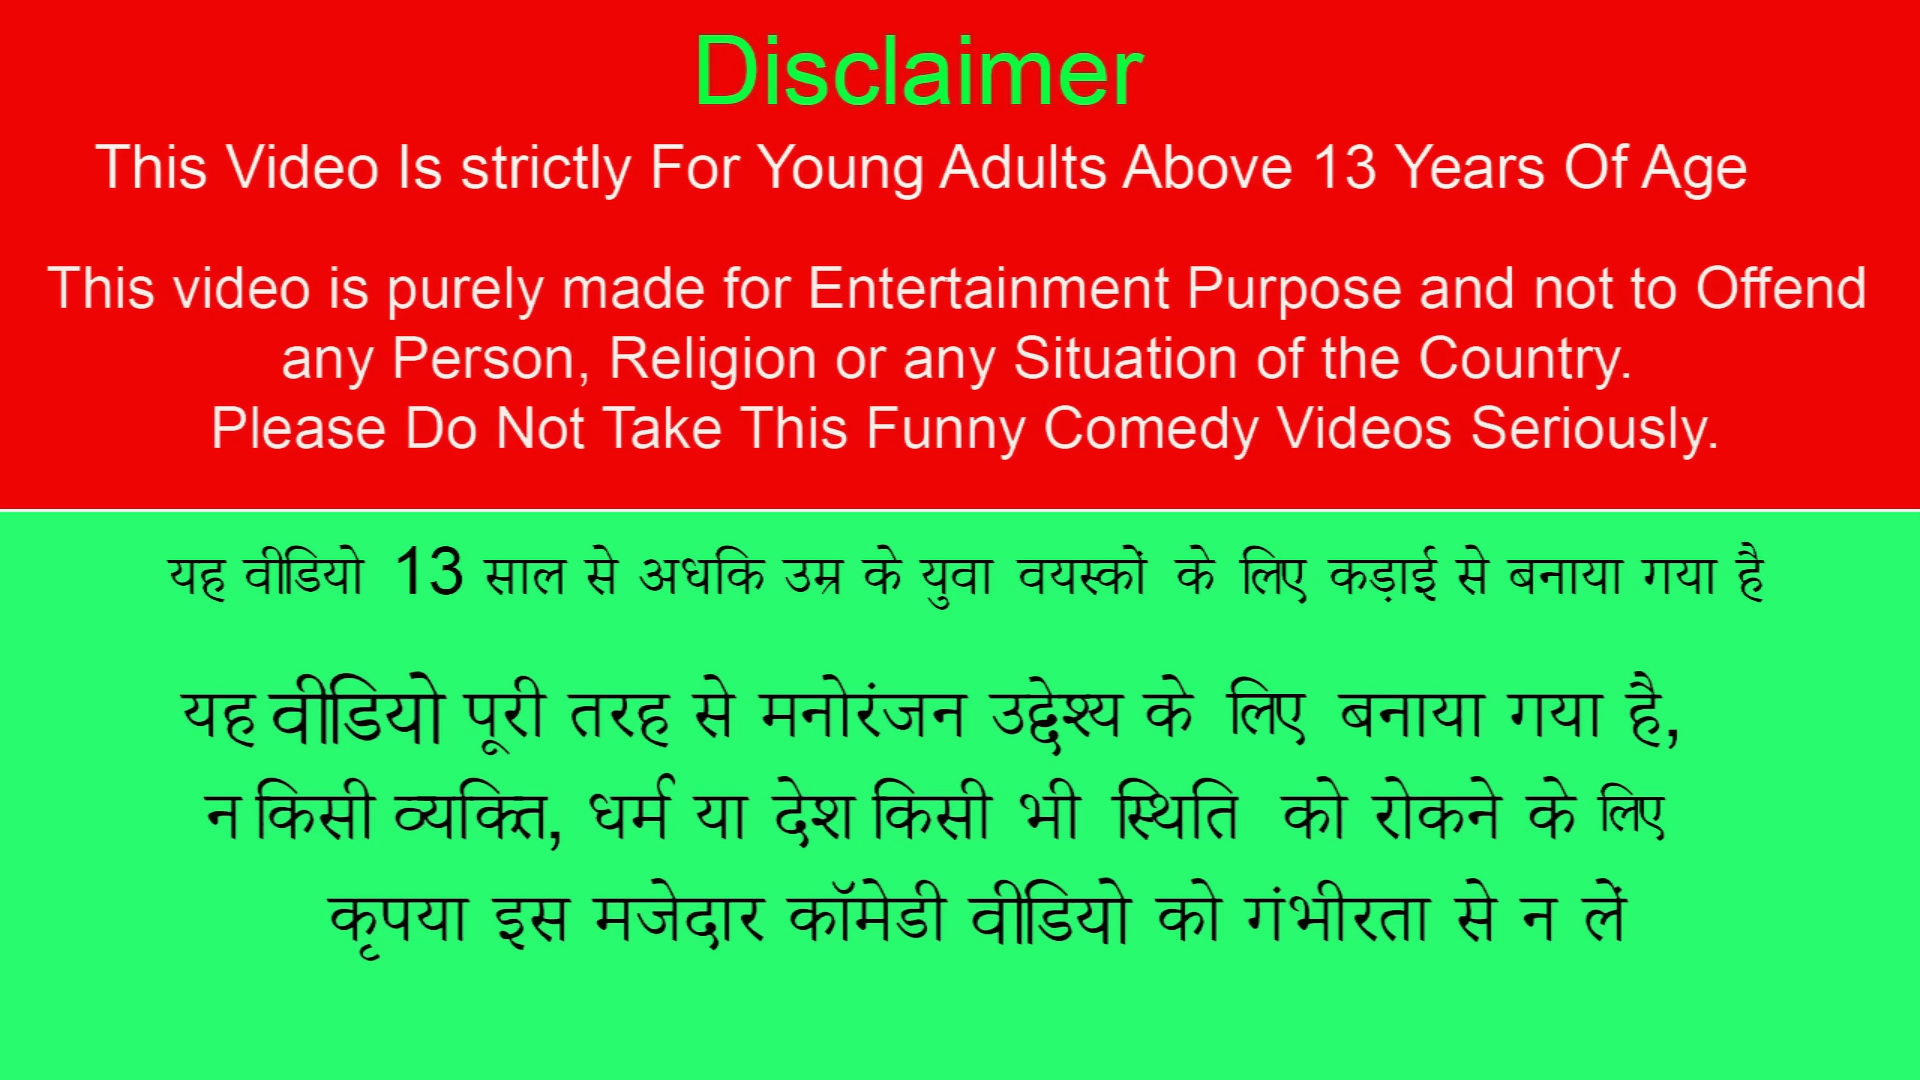 Disclaimer
This Video Is strictly For Young Adults Above 13 Years Of Age
This video is purely made for Entertainment Purpose and not to Offend
any Person, Religion or any Situation of the Country.
Please Do Not Take This Funny Comedy Videos Seriously.
यह वीडियो 13 साल से अधकि उम्र के युवा वयस्कों के लिए कड़ाई से बनाया गया है
यह वीडियो पूरी तरह से मनोरंजन उद्देश्य के लिए बनाया गया है,
न किसी व्यक्ति, धर्म या देश किसी भी स्थिति को रोकने के लिए
कृपया इस मजेदार कॉमेडी वीडियो को गंभीरता से न लें